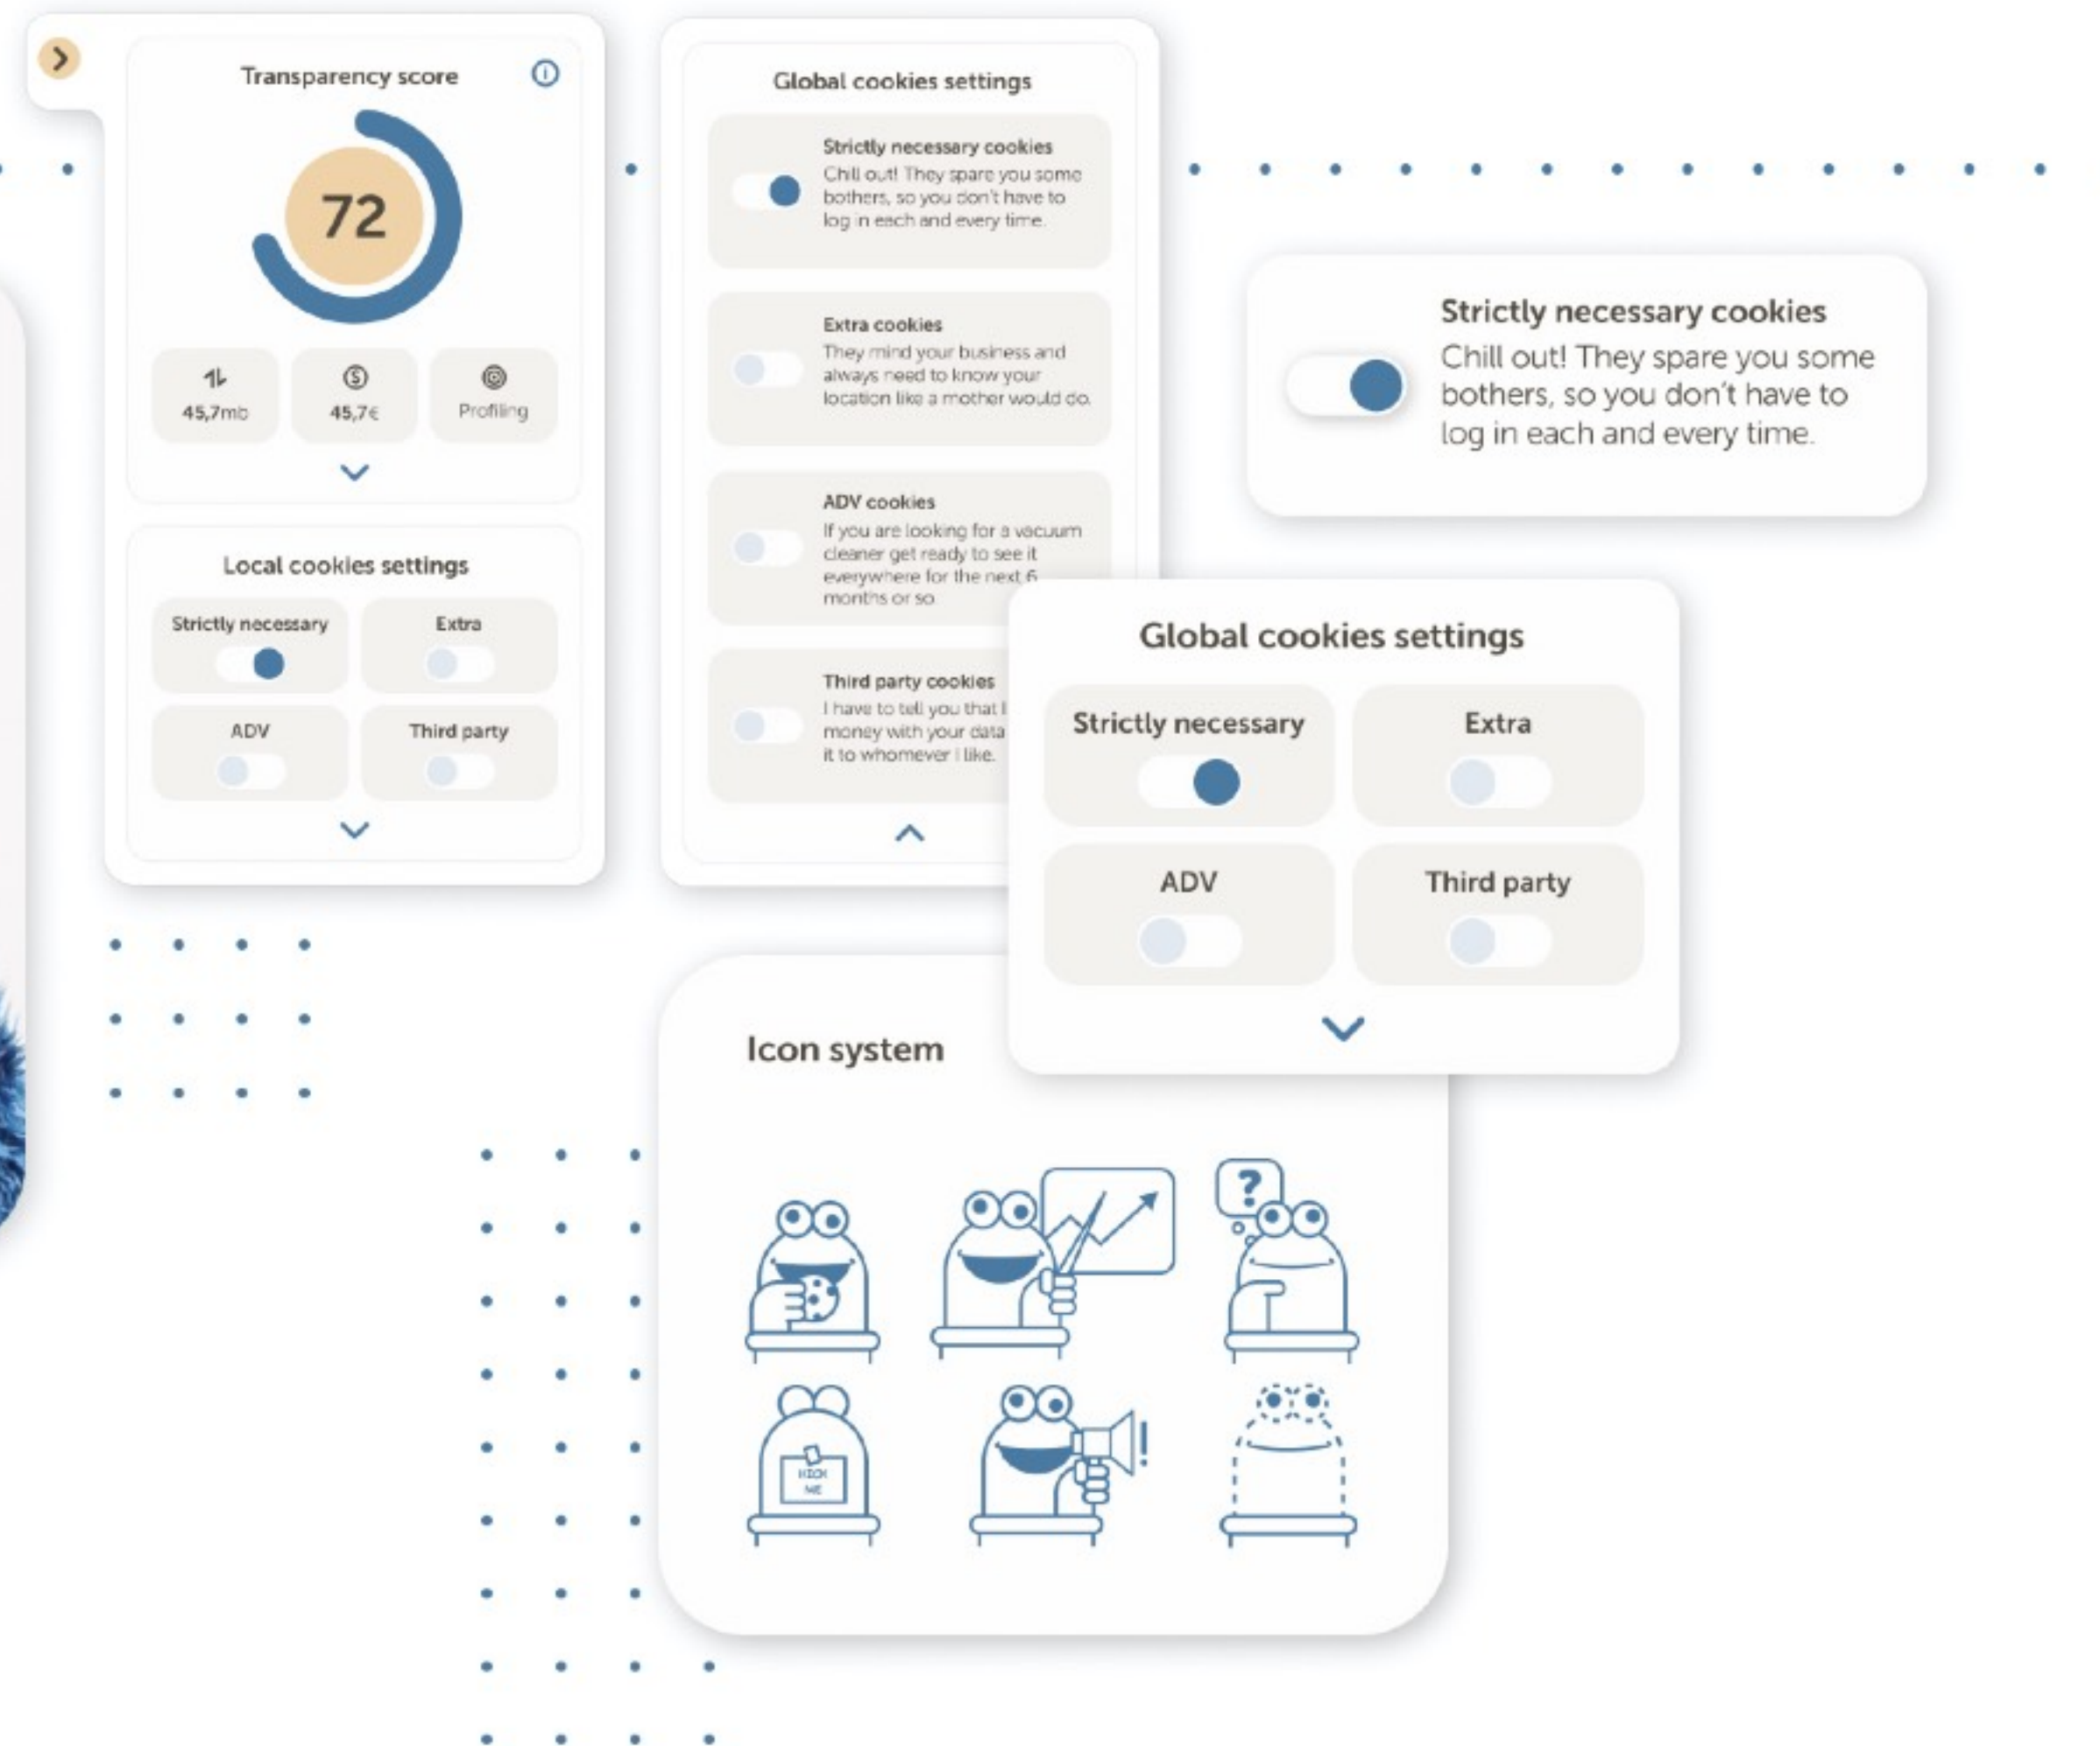 Transparency score
72
45,7mb
45,7€
Profiling
Local cookies settings
Strictly necessary
Extra
ADV
Third party
Global cookies settings
Strictly necessary cookies
Chill out! They spare you some
bothers, so you don't have to
log in each and every time.
Extra cookies
They mind your business and
always need to know your
location like a mother would do.
ADV cookies
If you are looking for a vacuum
cleaner get ready to see it
everywhere for the next 6
months or so
Third party cookies
I have to tell you that I
money with your data
it to whomever I like.
Strictly necessary cookies
Chill out! They spare you some
bothers, so you don't have to
log in each and every time.
Global cookies settings
Strictly necessary
Extra
ADV
Third party
Icon system
?
KICK
ME
!